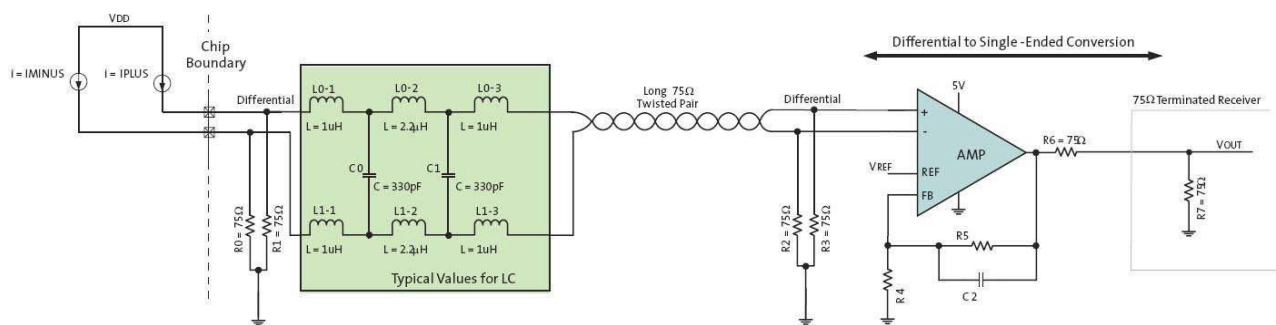 VDD
i = IMINUS
i = IPLUS
Chip
Boundary
Differential
R0 = 75Ω
R1 = 75Ω
L0-1
L = 1uH
L0-2
L = 2.2μH
L0-3
L = 1uH
C0
C = 330pF
C1
C = 330pF
L1-1
L = 1uH
L1-2
L = 2.2μH
L1-3
L = 1uH
Typical Values for LC
Long 75Ω
Twisted Pair
Differential
R2 = 75Ω
R3 = 75Ω
Differential to Single -Ended Conversion
5V
+
-
AMP
VREF
REF
FB
R4
R5
C2
R6 = 75Ω
75Ω Terminated Receiver
VOUT
R7 = 75Ω